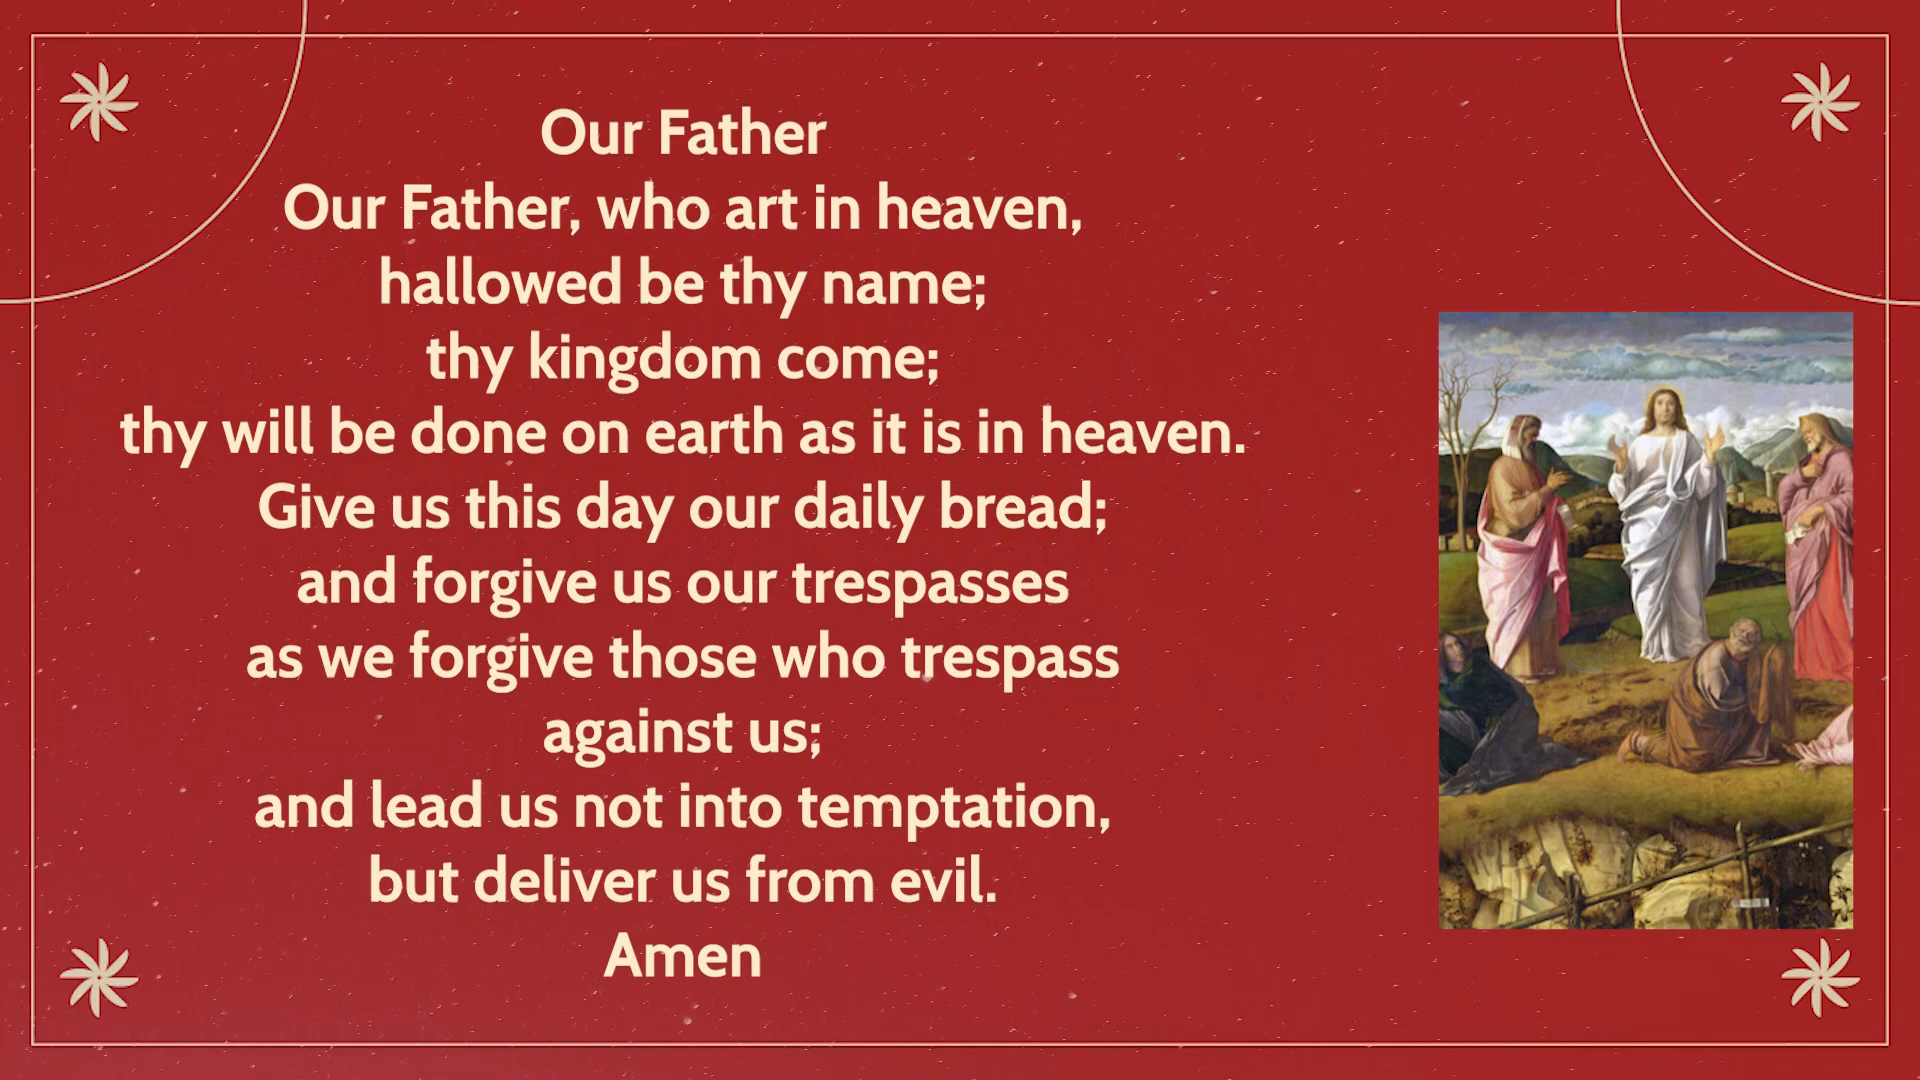 Our Father
Our Father, who art in heaven,
hallowed be thy name;
thy kingdom come;
thy will be done on earth as it is in heaven.
Give us this day our daily bread;
and forgive us our trespasses
as we forgive those who trespass
against us;
and lead us not into temptation,
but deliver us from evil.
Amen